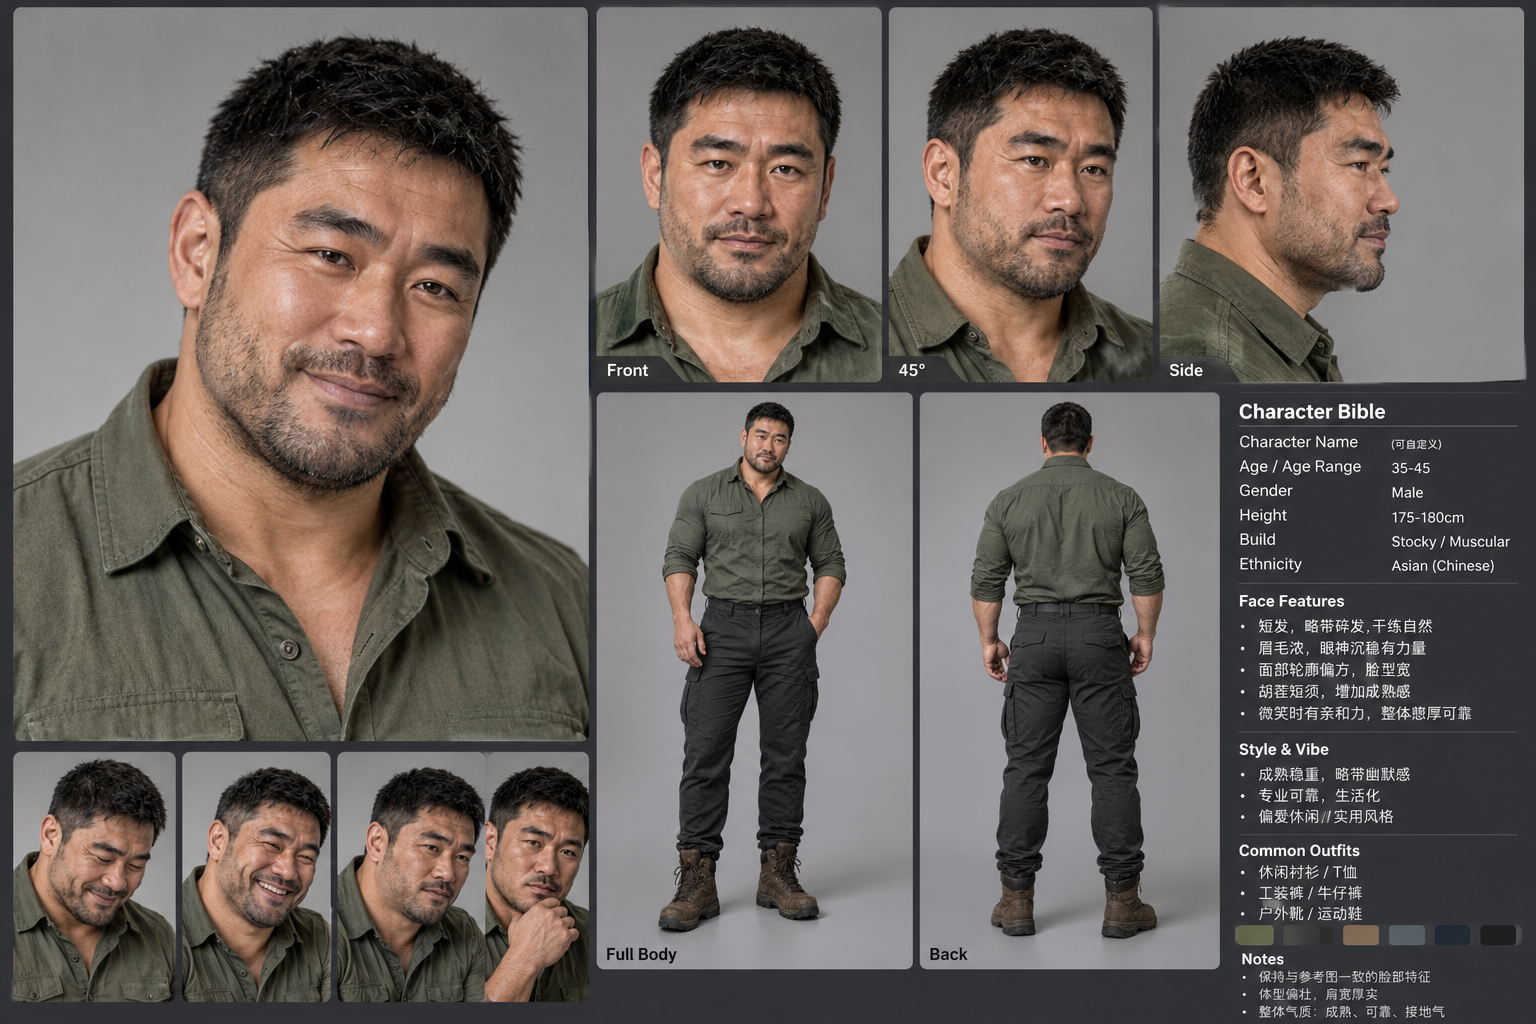 Front
45°
Side
Character Bible
Character Name (可自定义)
Age / Age Range 35-45
Gender Male
Height 175-180cm
Build Stocky / Muscular
Ethnicity Asian (Chinese)
Face Features
• 短发，略带碎发,干练自然
• 眉毛浓，眼神沉稳有力量
• 面部轮廓偏方，脸型宽
• 胡茬短须，增加成熟感
• 微笑时有亲和力，整体憨厚可靠
Style & Vibe
• 成熟稳重，略带幽默感
• 专业可靠，生活化
• 偏爱休闲//实用风格
Common Outfits
• 休闲衬衫 / T恤
• 工装裤 / 牛仔裤
• 户外靴 / 运动鞋
Full Body
Back
Notes
• 保持与参考图一致的脸部特征
• 体型偏壮，肩宽厚实
• 整体气质：成熟、可靠、接地气